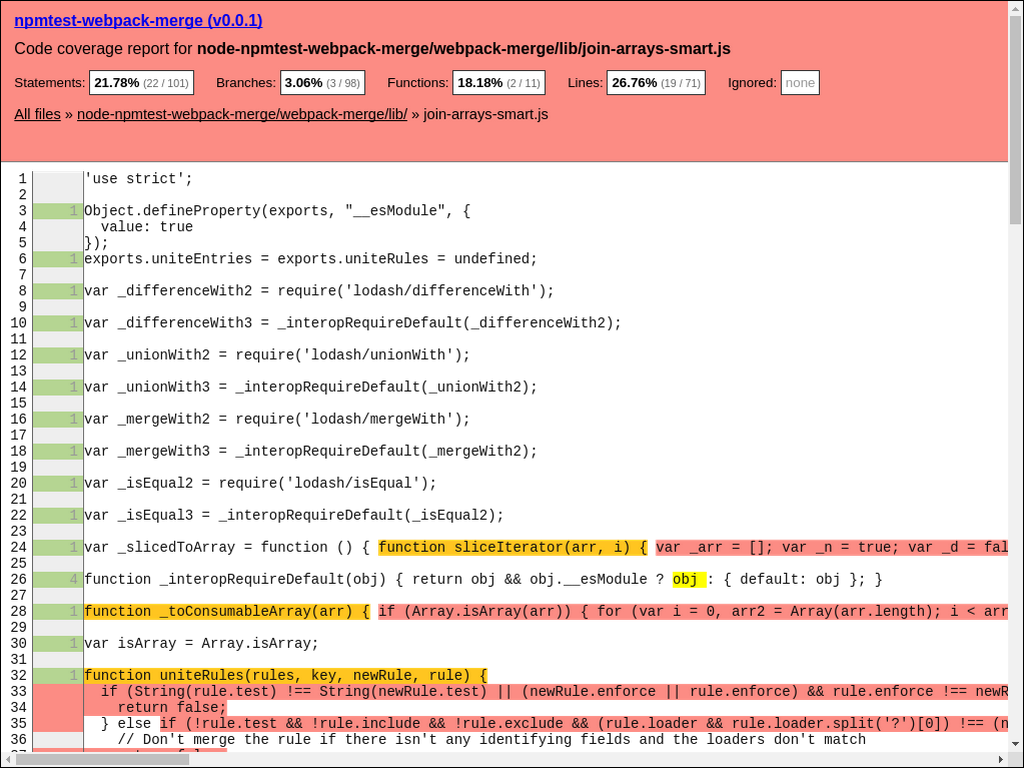 npmtest-webpack-merge (v0.0.1)
Code coverage report for node-npmtest-webpack-merge/webpack-merge/lib/join-arrays-smart.js
Statements: 21.78% (22 / 101) Branches: 3.06% (3 / 98) Functions: 18.18% (2 / 11) Lines: 26.76% (19 / 71) Ignored: none
All files » node-npmtest-webpack-merge/webpack-merge/lib/ » join-arrays-smart.js
1 'use strict';
2
3 1 Object.defineProperty(exports, "__esModule", {
4 value: true
5 });
6 1 exports.uniteEntries = exports.uniteRules = undefined;
7
8 1 var _differenceWith2 = require('lodash/differenceWith');
9
10 1 var _differenceWith3 = _interopRequireDefault(_differenceWith2);
11
12 1 var _unionWith2 = require('lodash/unionWith');
13
14 1 var _unionWith3 = _interopRequireDefault(_unionWith2);
15
16 1 var _mergeWith2 = require('lodash/mergeWith');
17
18 1 var _mergeWith3 = _interopRequireDefault(_mergeWith2);
19
20 1 var _isEqual2 = require('lodash/isEqual');
21
22 1 var _isEqual3 = _interopRequireDefault(_isEqual2);
23
24 1 var _slicedToArray = function () { function sliceIterator(arr, i) { var _arr = []; var _n = true; var _d = fal
25
26 4 function _interopRequireDefault(obj) { return obj && obj.__esModule ? obj : { default: obj }; }
27
28 1 function _toConsumableArray(arr) { if (Array.isArray(arr)) { for (var i = 0, arr2 = Array(arr.length); i < arr
29
30 1 var isArray = Array.isArray;
31
32 1 function uniteRules(rules, key, newRule, rule) {
33 if (String(rule.test) !== String(newRule.test) || (newRule.enforce || rule.enforce) && rule.enforce !== newR
34 return false;
35 } else if (!rule.test && !rule.include && !rule.exclude && (rule.loader && rule.loader.split('?')[0]) !== (n
36 // Don't merge the rule if there isn't any identifying fields and the loaders don't match